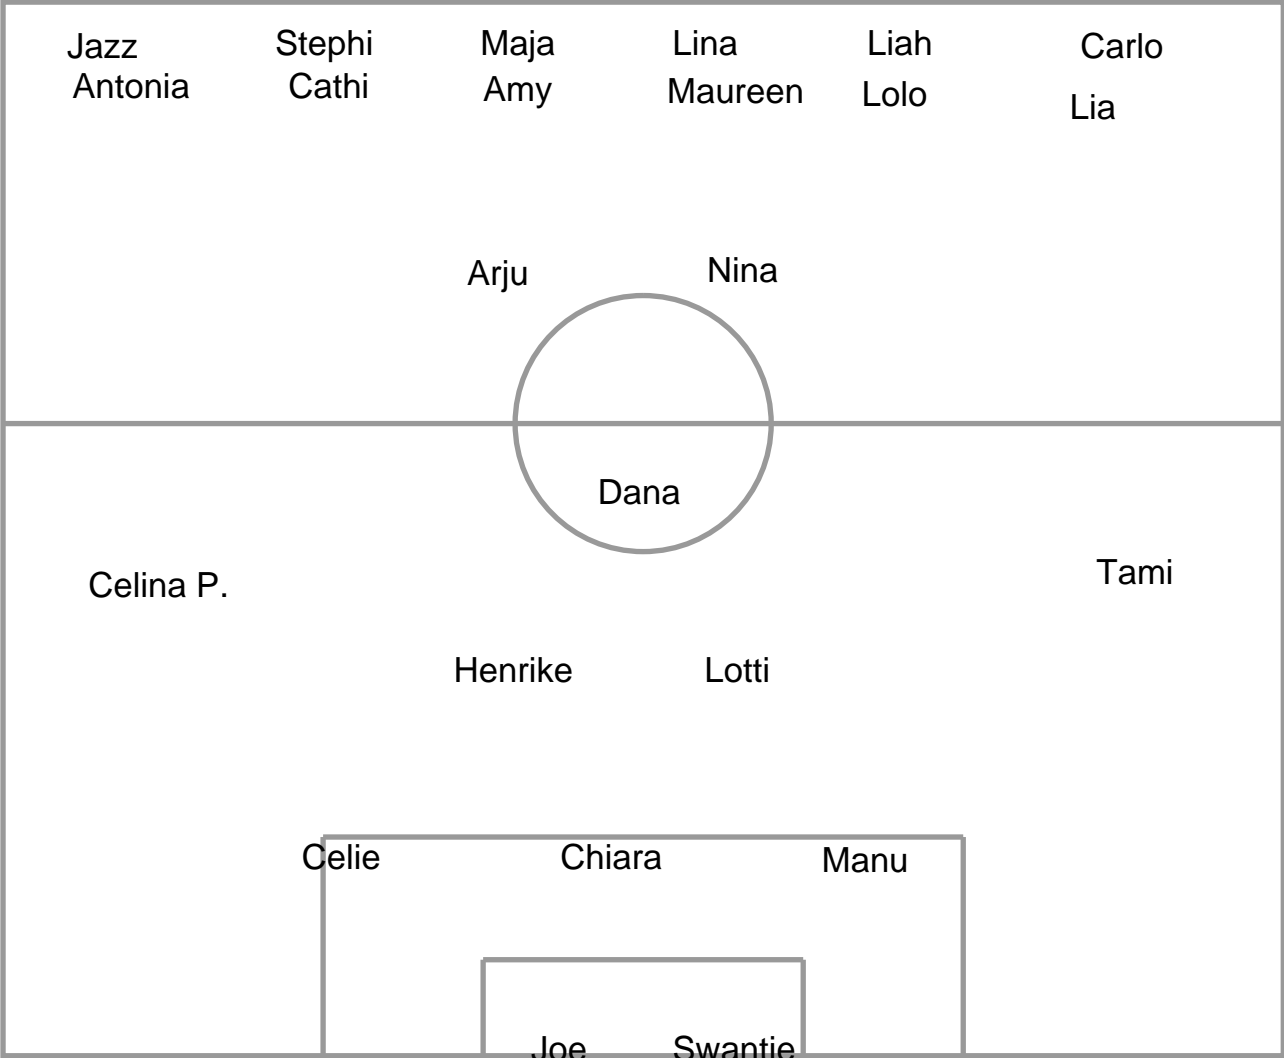 Jazz Stephi Maja Lina Liah Carlo
Antonia Cathi Amy Maureen Lolo Lia
Arju Nina
Dana
Celina P. Tami
Henrike Lotti
Celie Chiara Manu
Joe Swantje